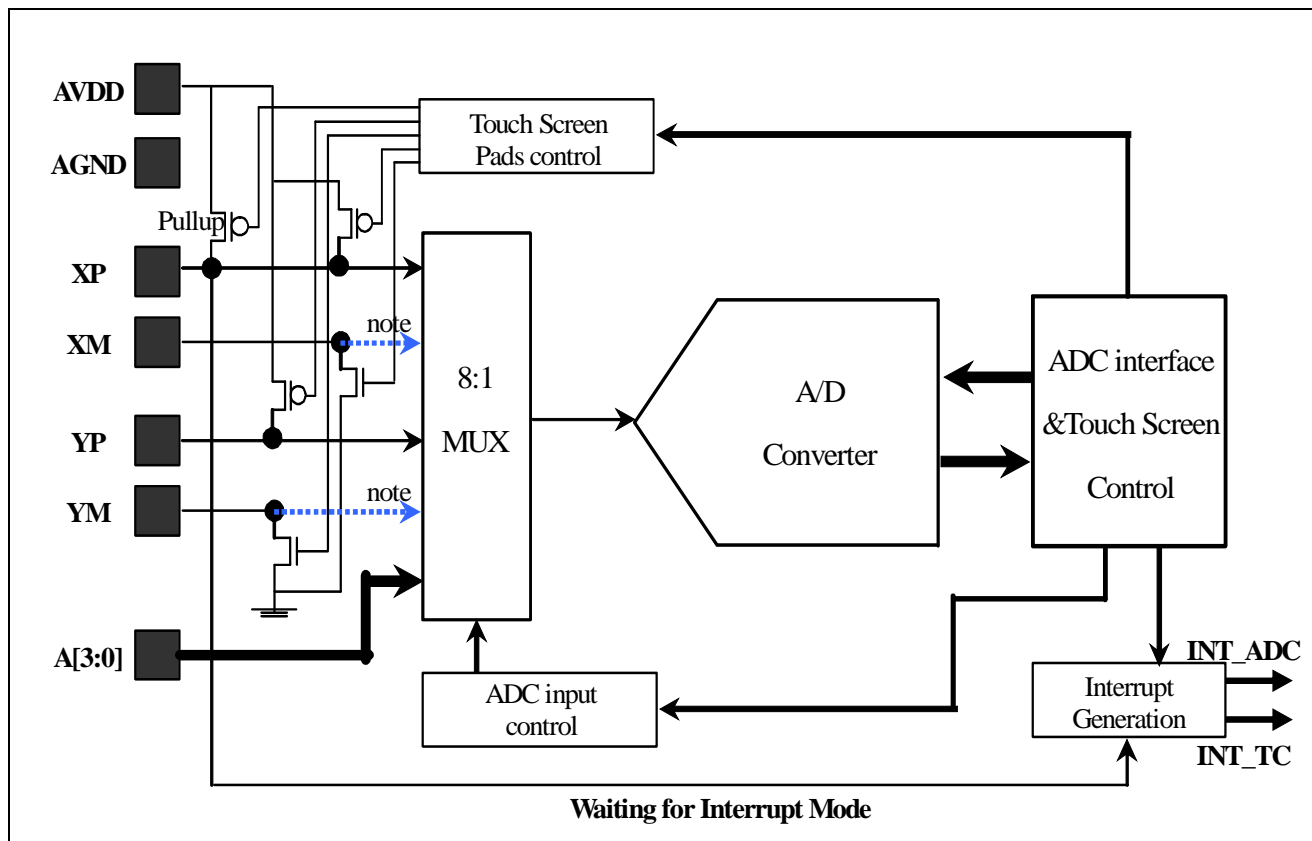 AVDD
Touch Screen
Pads control
AGND
Pullup
XP
XM
note
8:1
MUX
A/D
Converter
ADC interface
&Touch Screen
Control
YP
YM
note
A[3:0]
ADC input
control
Interrupt
Generation
INT_ADC
INT_TC
Waiting for Interrupt Mode